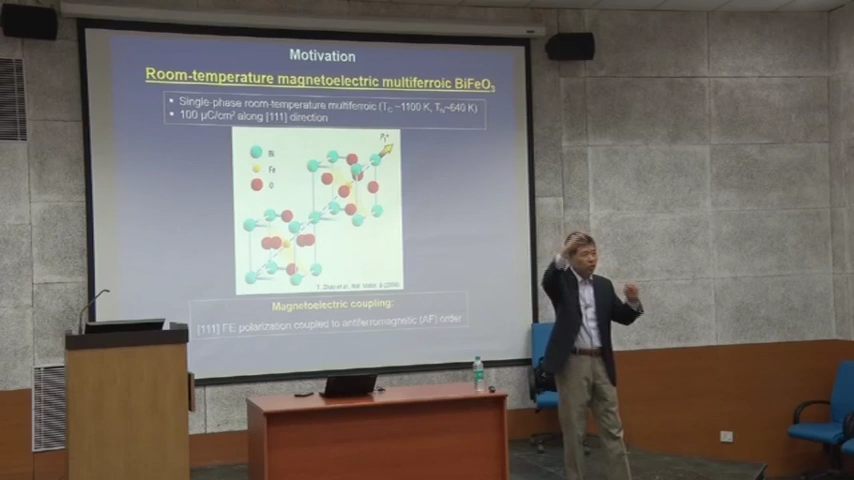 Motivation
Room-temperature magnetoelectric multiferroic BiFeO₃
▪ Single-phase room-temperature multiferroic (T_C ~1100 K, T_N~640 K)
▪ 100 μC/cm² along [111] direction
Bi
Fe
O
Magnetoelectric coupling:
[111] FE polarization coupled to antiferromagnetic (AF) order